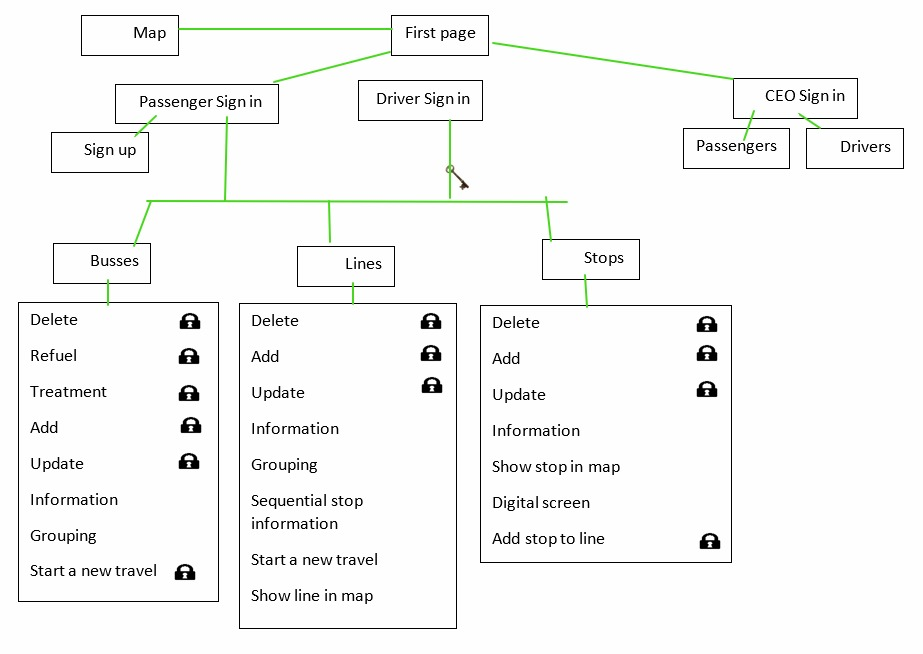 Map
First page
Passenger Sign in
Driver Sign in
CEO Sign in
Sign up
Passengers
Drivers
Busses
Lines
Stops
Delete
Refuel
Treatment
Add
Update
Information
Grouping
Start a new travel
Delete
Add
Update
Information
Grouping
Sequential stop
information
Start a new travel
Show line in map
Delete
Add
Update
Information
Show stop in map
Digital screen
Add stop to line